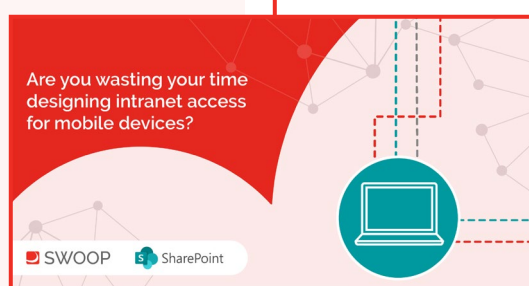 Are you wasting your time
designing intranet access
for mobile devices?
SWOOP
S SharePoint